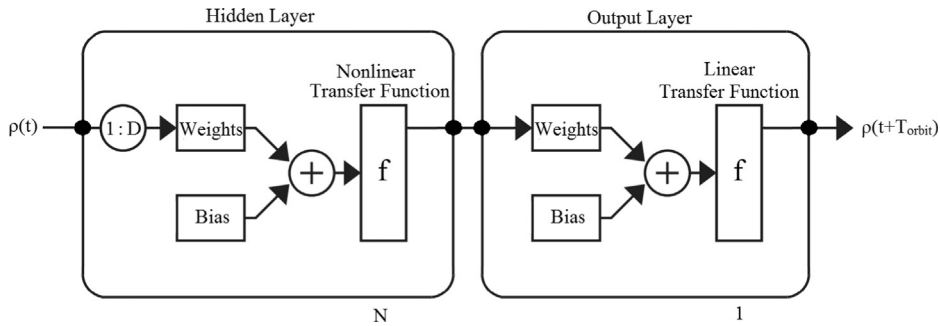 Hidden Layer
Output Layer
Nonlinear
Transfer Function
Linear
Transfer Function
ρ(t)
1 : D
Weights
+
f
Bias
Weights
+
f
Bias
ρ(t+Torbit)
N
1